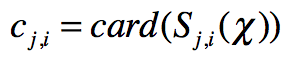 c_{j,i} = card(S_{j,i}(χ))